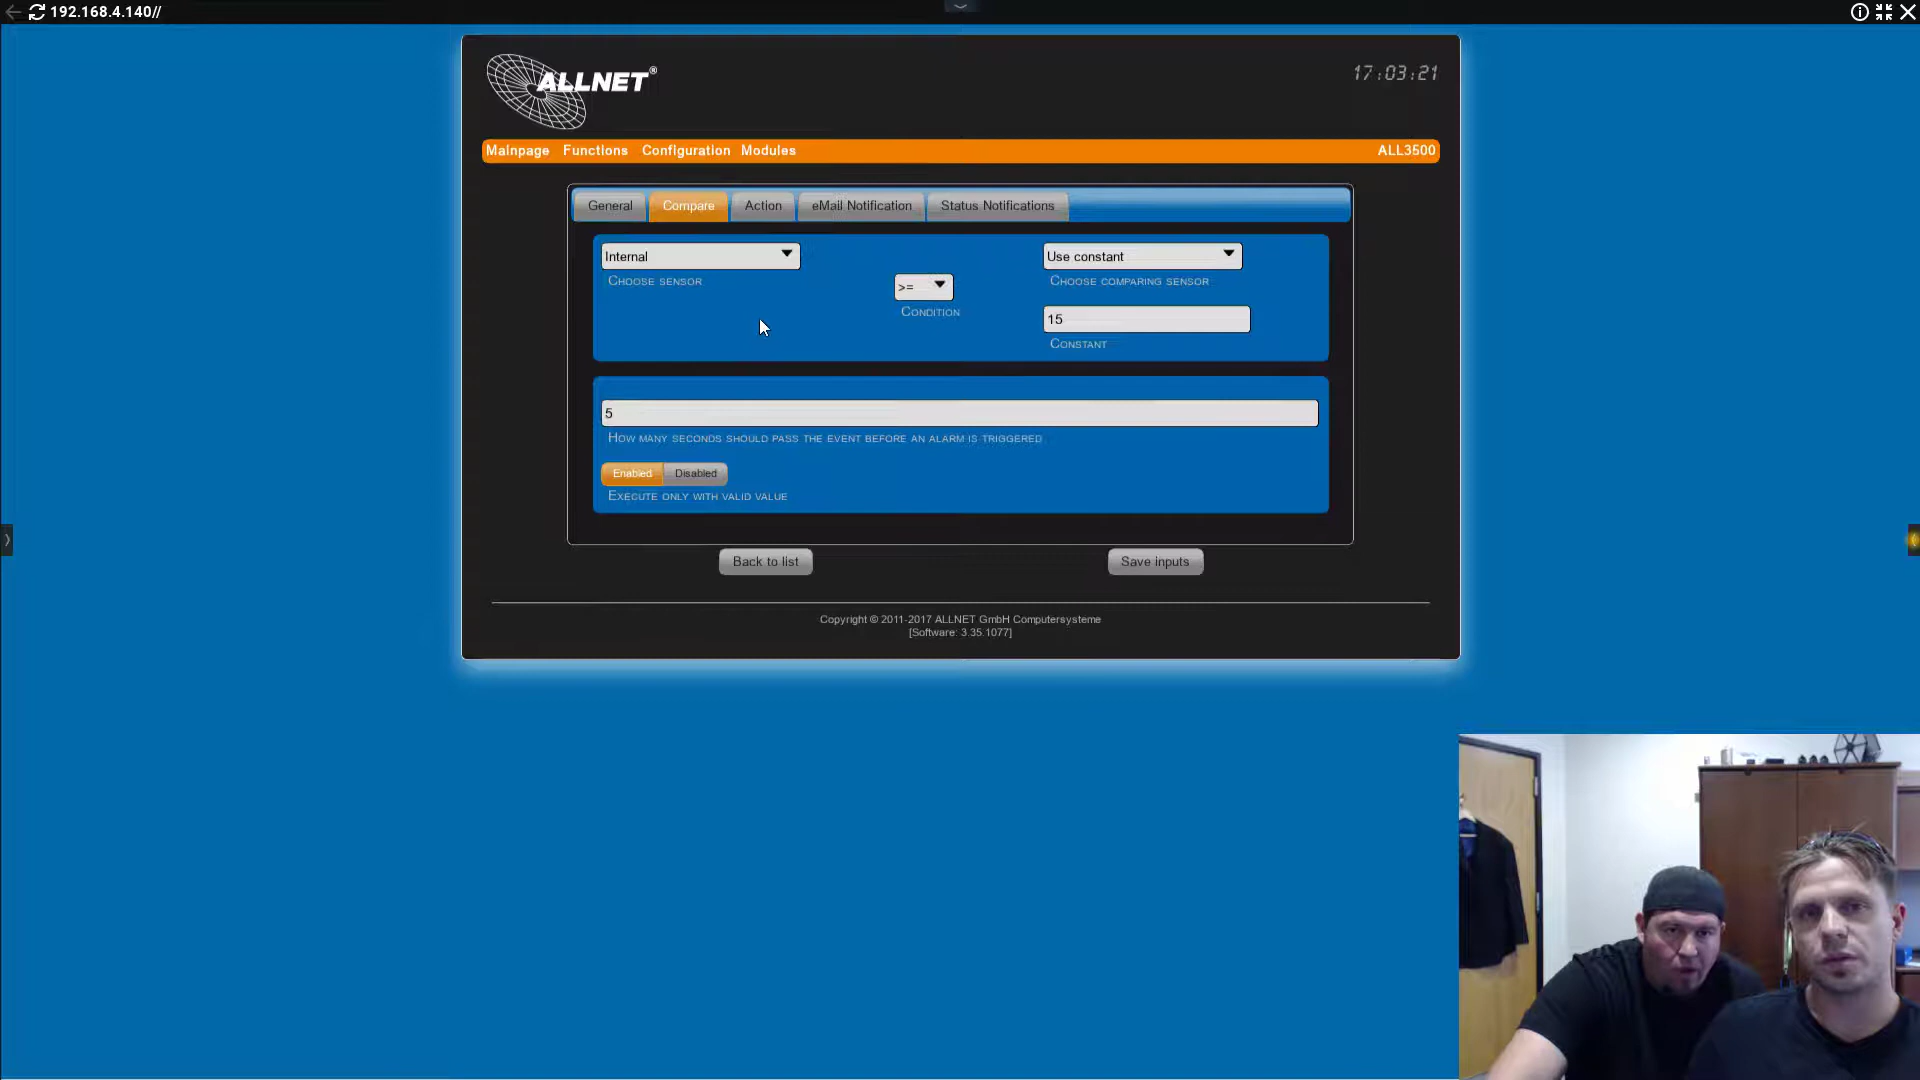 192.168.4.140//
ALLNET®
17:03:21
Mainpage Functions Configuration Modules ALL3500
General Compare Action eMail Notification Status Notifications
Internal
Choose sensor
>=
Condition
Use constant
Choose comparing sensor
15
Constant
5
How many seconds should pass the event before an alarm is triggered
Enabled Disabled
Execute only with valid value
Back to list Save inputs
Copyright © 2011-2017 ALLNET GmbH Computersysteme
[Software: 3.35.1077]